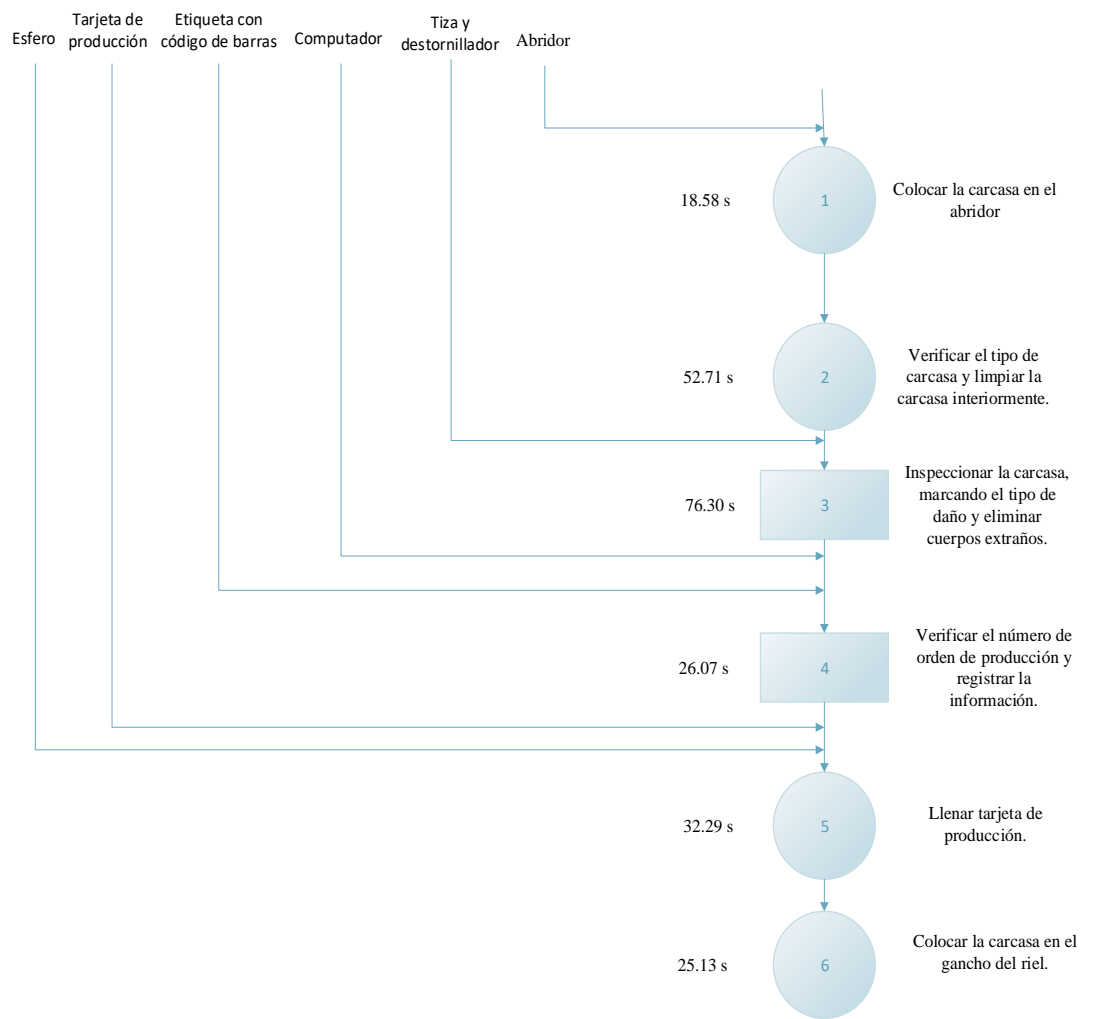 Esfero
Tarjeta de
producción
Etiqueta con
código de barras
Computador
Tiza y
destornillador
Abridor
18.58 s
1
Colocar la carcasa en el
abridor
52.71 s
2
Verificar el tipo de
carcasa y limpiar la
carcasa interiormente.
76.30 s
3
Inspeccionar la carcasa,
marcando el tipo de
daño y eliminar
cuerpos extraños.
26.07 s
4
Verificar el número de
orden de producción y
registrar la
información.
32.29 s
5
Llenar tarjeta de
producción.
25.13 s
6
Colocar la carcasa en el
gancho del riel.